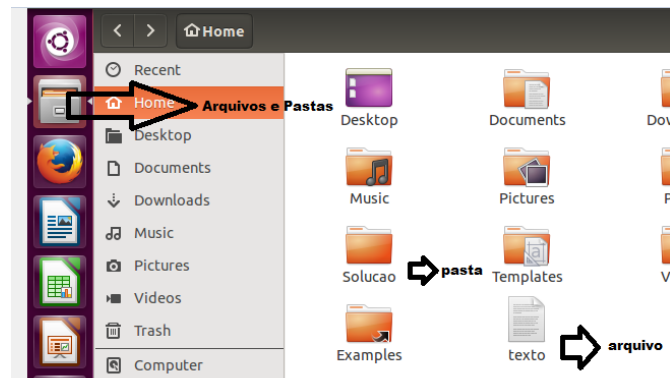 Home
Recent
Home
Arquivos e Pastas
Desktop
Documents
Downloads
Music
Pictures
Videos
Trash
Computer
Desktop
Documents
Music
Pictures
Solucao
pasta
Templates
Examples
texto
arquivo